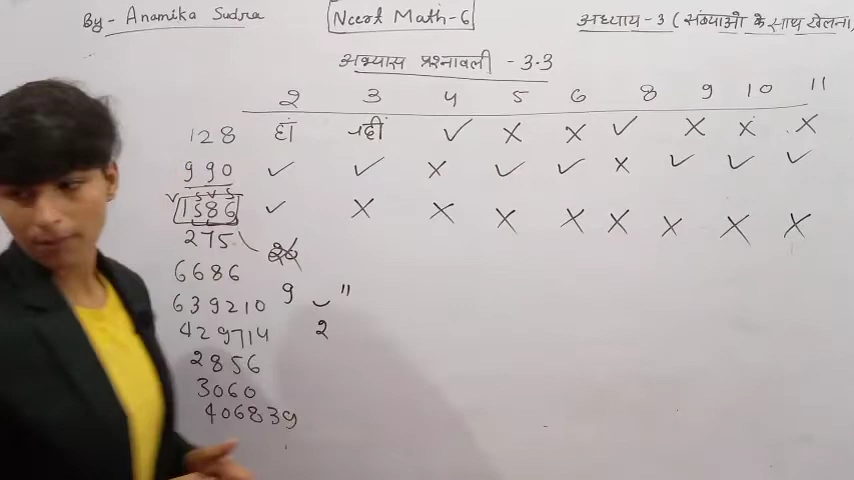 By - Anamika Sudra
Ncert Math-6
अध्याय - 3 ( संख्याओ के साथ खेलना )
अभ्यास प्रश्नावली - 3.3
2 3 4 5 6 8 9 10 11
128 हां नहीं ✓ × × ✓ × × ×
990 ✓ ✓ × ✓ ✓ × ✓ ✓ ✓
1586 ✓ × × × × × × × ×
275
6686 9 11
639210 2
429714
2856
3060
406839